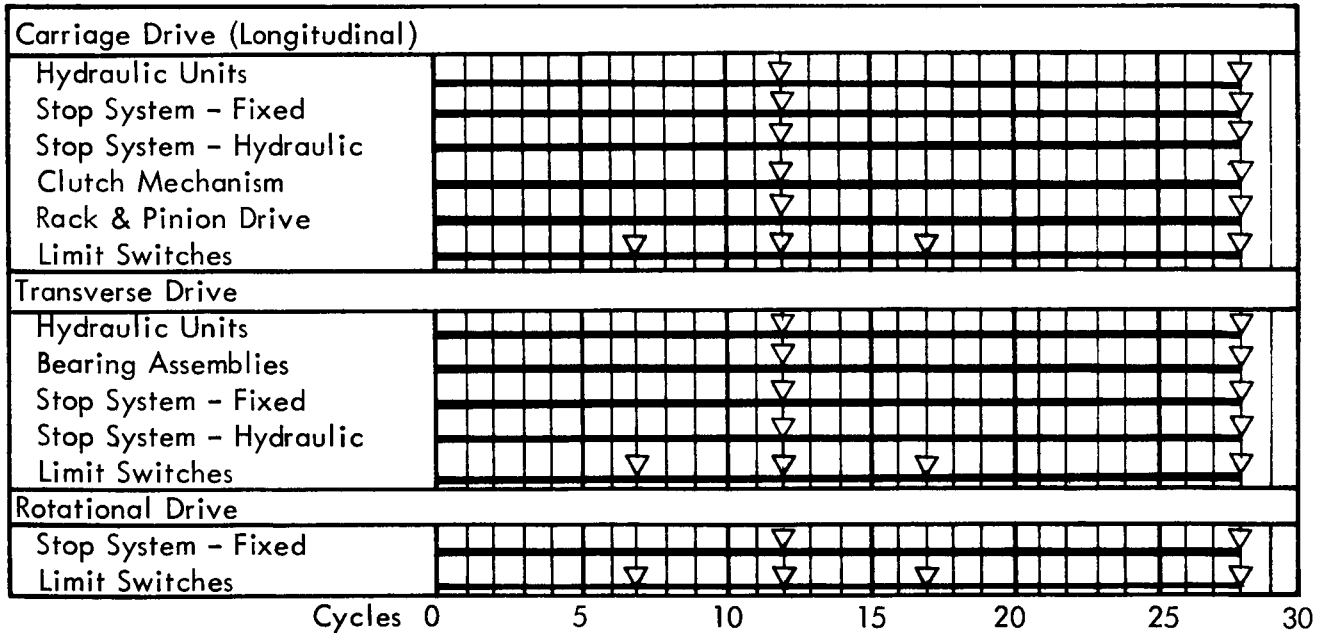 Carriage Drive (Longitudinal)
Hydraulic Units
Stop System - Fixed
Stop System - Hydraulic
Clutch Mechanism
Rack & Pinion Drive
Limit Switches
Transverse Drive
Hydraulic Units
Bearing Assemblies
Stop System - Fixed
Stop System - Hydraulic
Limit Switches
Rotational Drive
Stop System - Fixed
Limit Switches
Cycles 0 5 10 15 20 25 30